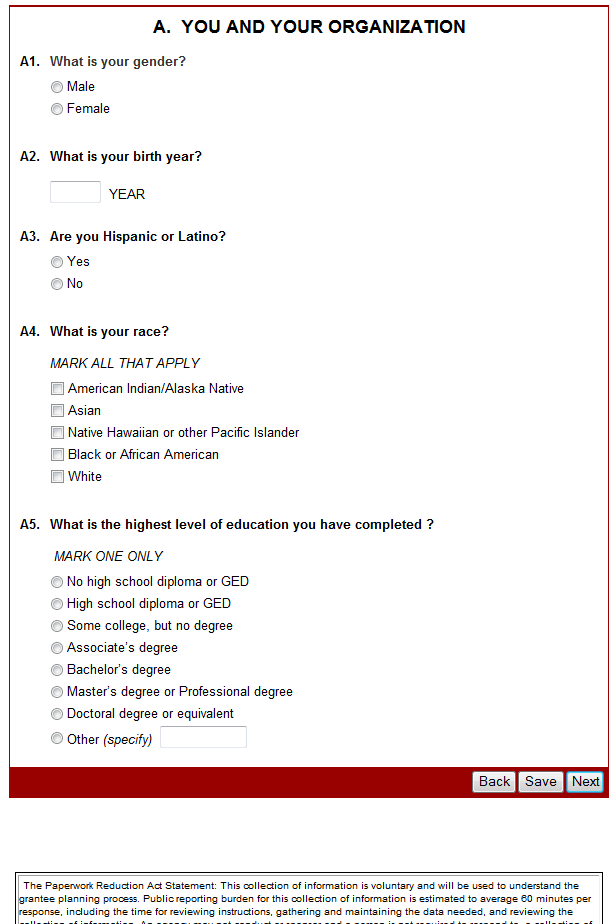 A. YOU AND YOUR ORGANIZATION
A1. What is your gender?
Male
Female
A2. What is your birth year?
YEAR
A3. Are you Hispanic or Latino?
Yes
No
A4. What is your race?
MARK ALL THAT APPLY
American Indian/Alaska Native
Asian
Native Hawaiian or other Pacific Islander
Black or African American
White
A5. What is the highest level of education you have completed ?
MARK ONE ONLY
No high school diploma or GED
High school diploma or GED
Some college, but no degree
Associate's degree
Bachelor's degree
Master's degree or Professional degree
Doctoral degree or equivalent
Other (specify)
Back Save Next
The Paperwork Reduction Act Statement: This collection of information is voluntary and will be used to understand the
grantee planning process. Public reporting burden for this collection of information is estimated to average 60 minutes per
response, including the time for reviewing instructions, gathering and maintaining the data needed, and reviewing the